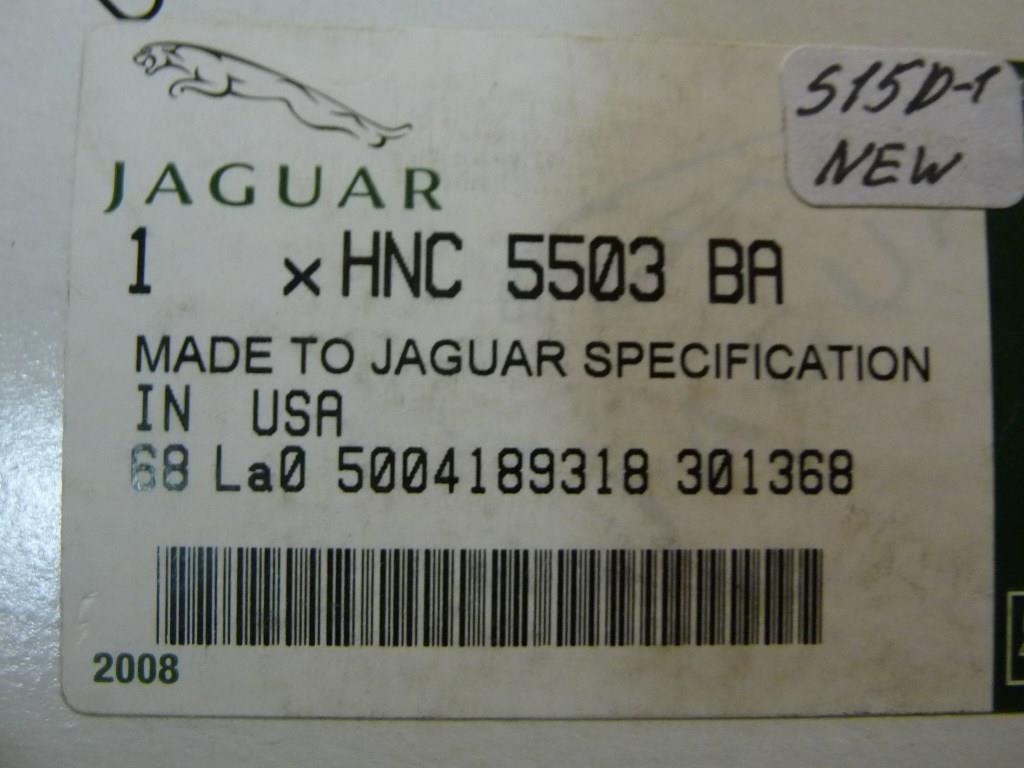 S15D-1
NEW
JAGUAR
1 x HNC 5503 BA
MADE TO JAGUAR SPECIFICATION
IN USA
68 La0 5004189318 301368
2008